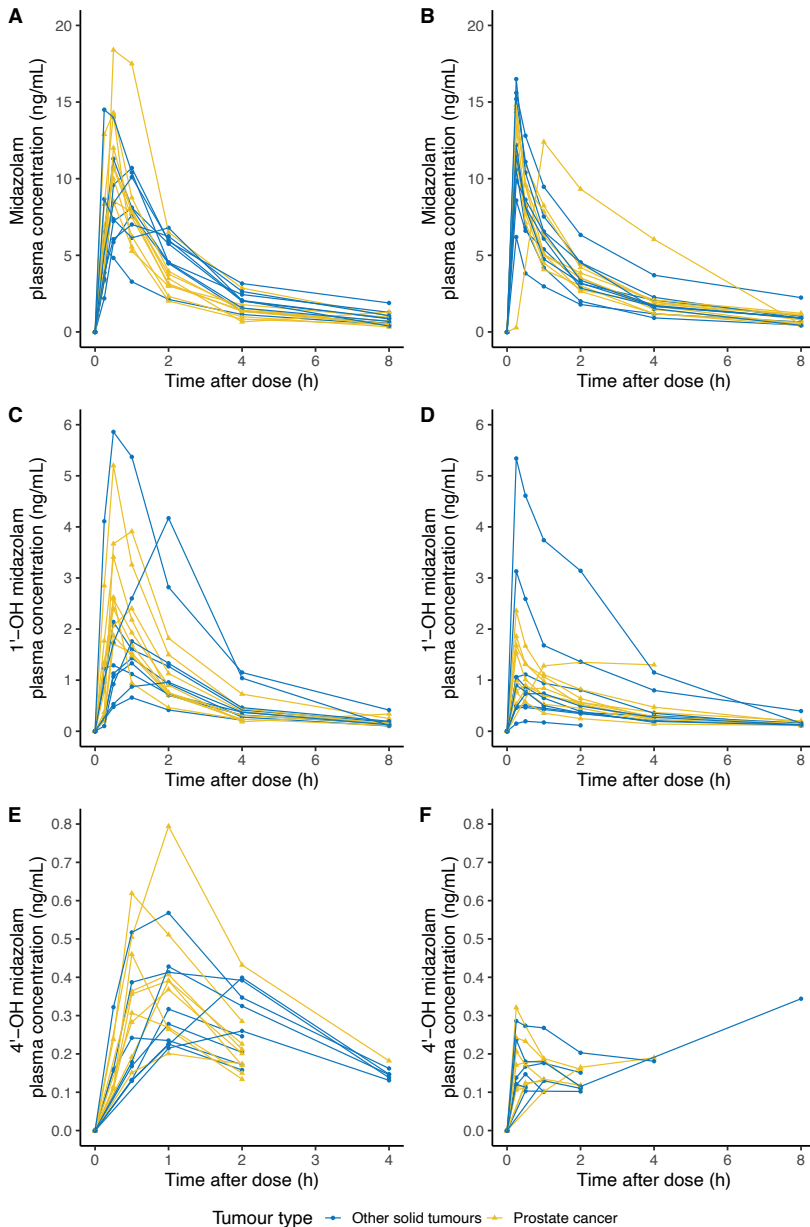 A
B
Midazolam
plasma concentration (ng/mL)
20
15
10
5
0
0 2 4 8
Time after dose (h)
Midazolam
plasma concentration (ng/mL)
20
15
10
5
0
0 2 4 8
Time after dose (h)
C
D
1'−OH midazolam
plasma concentration (ng/mL)
6
5
4
3
2
1
0
0 2 4 8
Time after dose (h)
1'−OH midazolam
plasma concentration (ng/mL)
6
5
4
3
2
1
0
0 2 4 8
Time after dose (h)
E
F
4'−OH midazolam
plasma concentration (ng/mL)
0.8
0.7
0.6
0.5
0.4
0.3
0.2
0.1
0.0
0 1 2 3 4
Time after dose (h)
4'−OH midazolam
plasma concentration (ng/mL)
0.8
0.7
0.6
0.5
0.4
0.3
0.2
0.1
0.0
0 2 4 8
Time after dose (h)
Tumour type Other solid tumours Prostate cancer